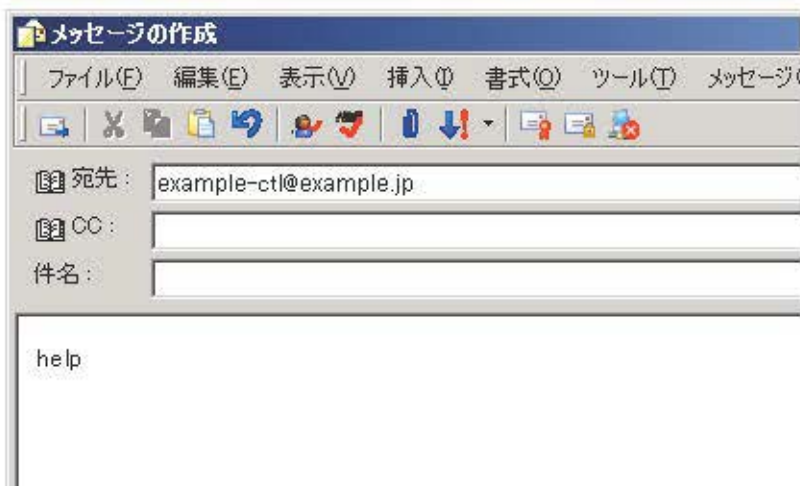 メッセージの作成
ファイル(F) 編集(E) 表示(V) 挿入(I) 書式(O) ツール(T) メッセージ(
宛先: example-ctl@example.jp
CC:
件名:
help